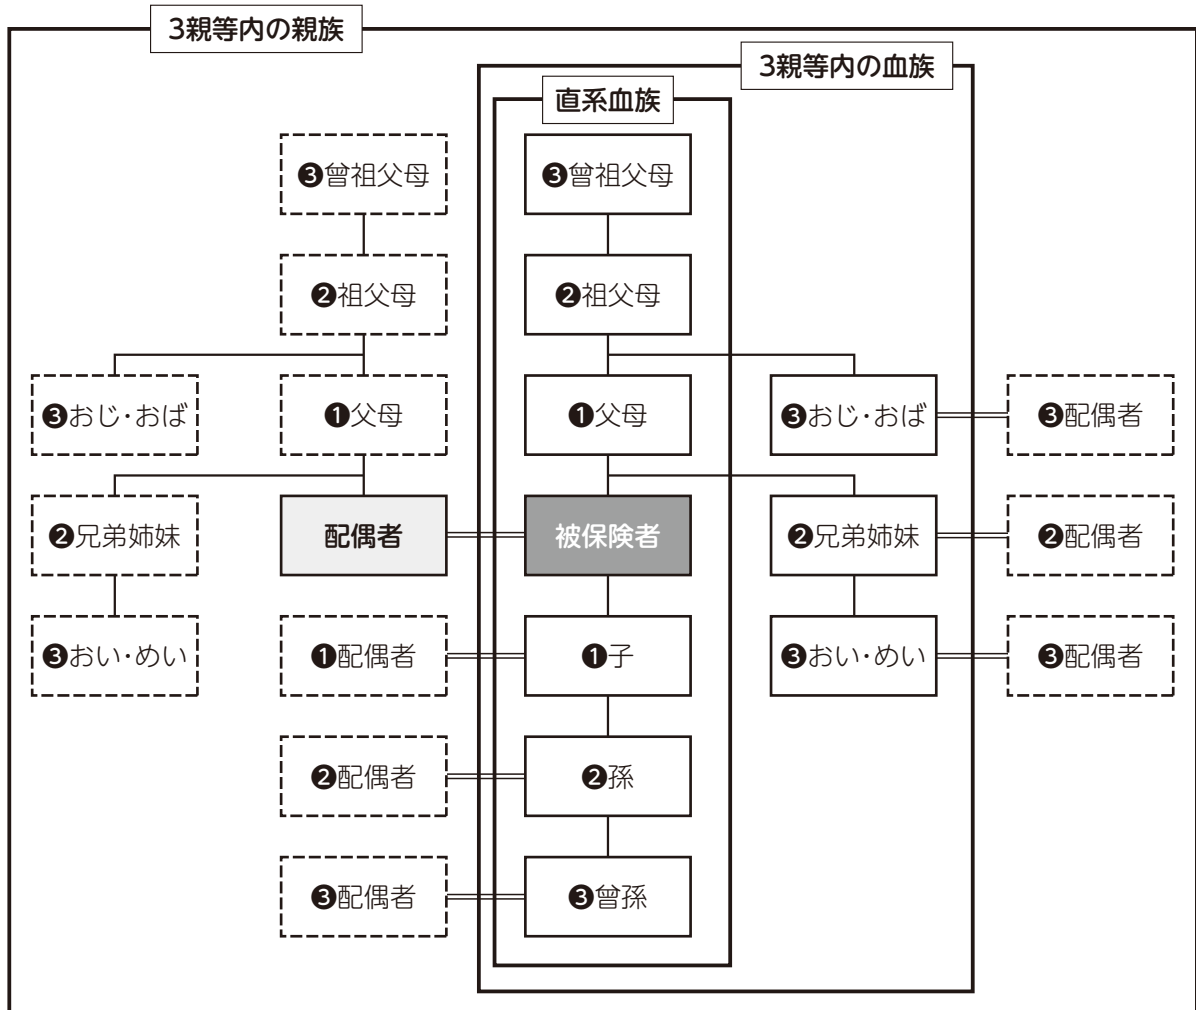 3親等内の親族
3親等内の血族
直系血族
❸曾祖父母
❸曾祖父母
❷祖父母
❷祖父母
❸おじ・おば
❶父母
❶父母
❸おじ・おば
❸配偶者
❷兄弟姉妹
配偶者
被保険者
❷兄弟姉妹
❷配偶者
❸おい・めい
❶配偶者
❶子
❸おい・めい
❸配偶者
❷配偶者
❷孫
❸配偶者
❸曾孫